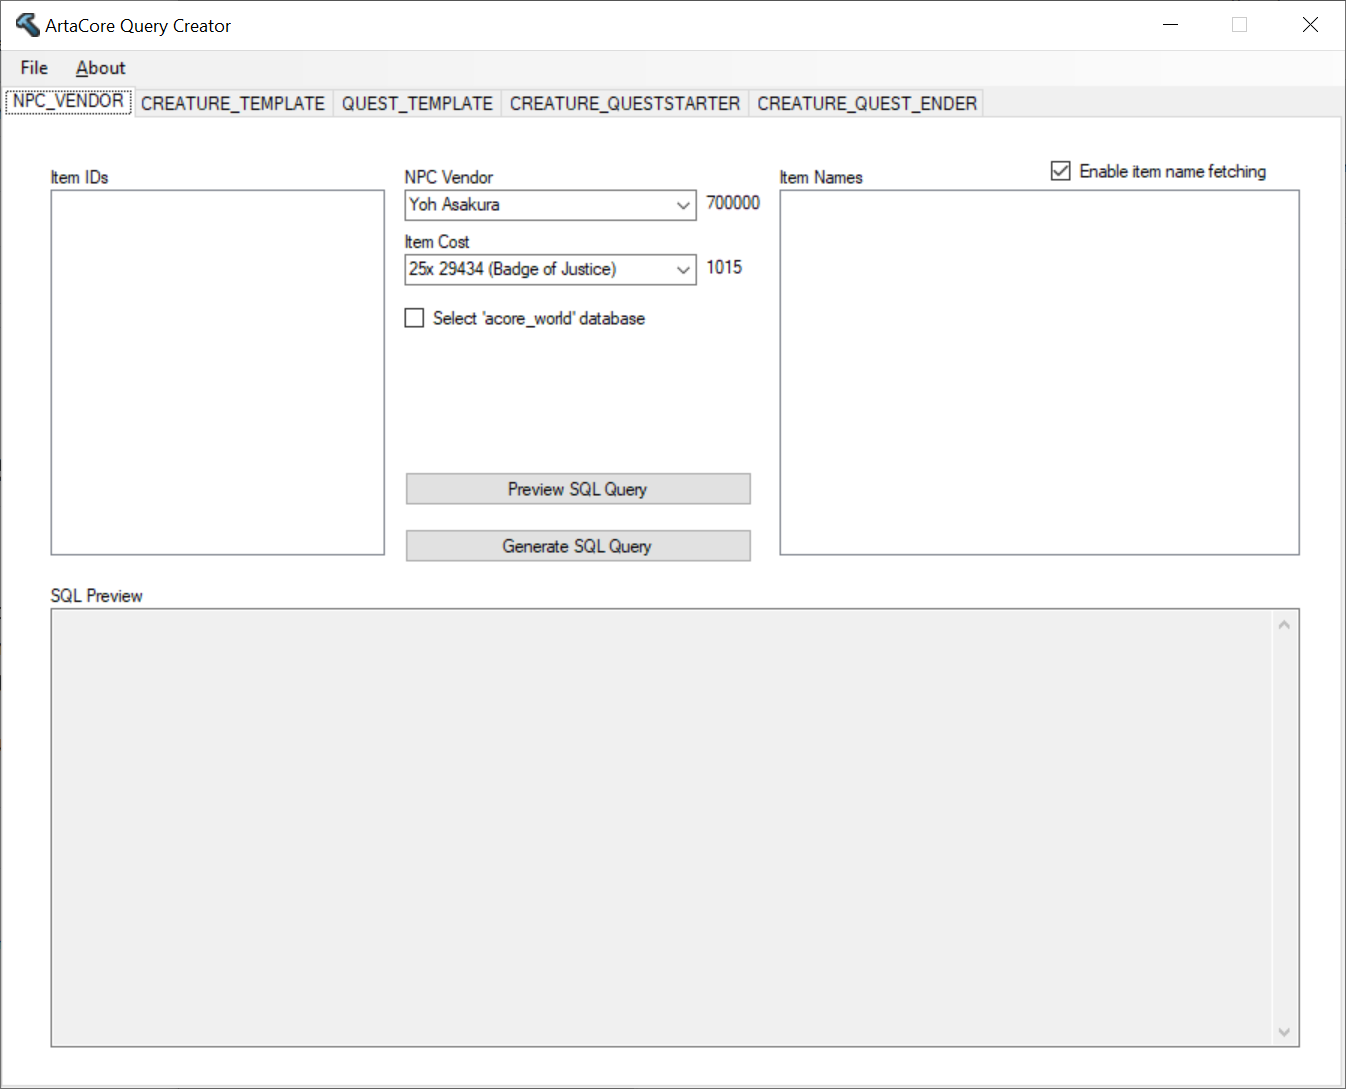 ArtaCore Query Creator
File About
NPC_VENDOR CREATURE_TEMPLATE QUEST_TEMPLATE CREATURE_QUESTSTARTER CREATURE_QUEST_ENDER
Item IDs
NPC Vendor
Yoh Asakura 700000
Item Cost
25x 29434 (Badge of Justice) 1015
Select 'acore_world' database
Preview SQL Query
Generate SQL Query
Item Names
Enable item name fetching
SQL Preview